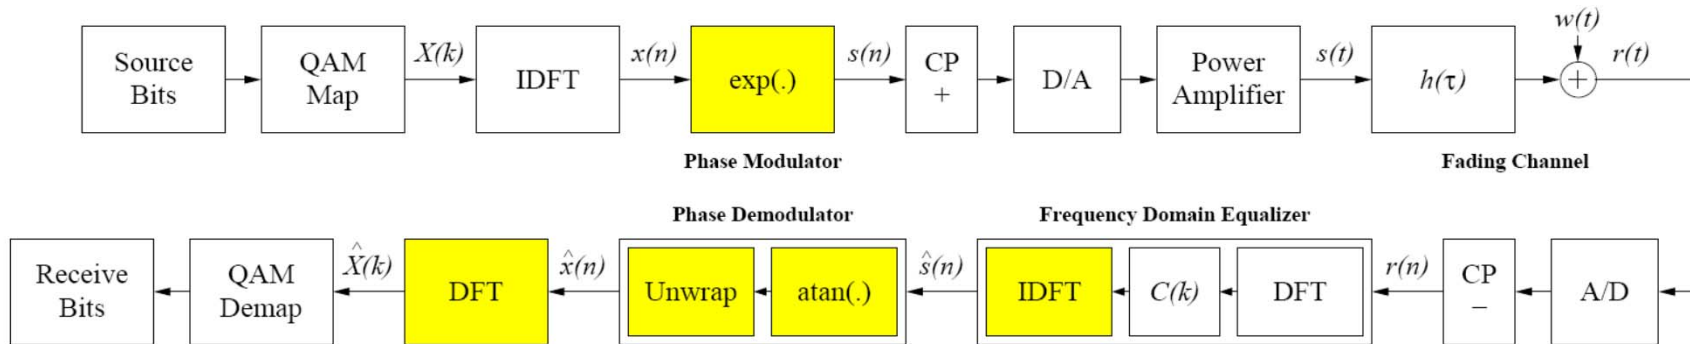 Source
Bits
QAM
Map
X(k)
IDFT
x(n)
exp(.)
s(n)
CP
+
D/A
Power
Amplifier
s(t)
h(τ)
w(t)
+
r(t)
Phase Modulator
Fading Channel
Phase Demodulator
Frequency Domain Equalizer
Receive
Bits
QAM
Demap
X̂(k)
DFT
x̂(n)
Unwrap
atan(.)
ŝ(n)
IDFT
C(k)
DFT
r(n)
CP
−
A/D